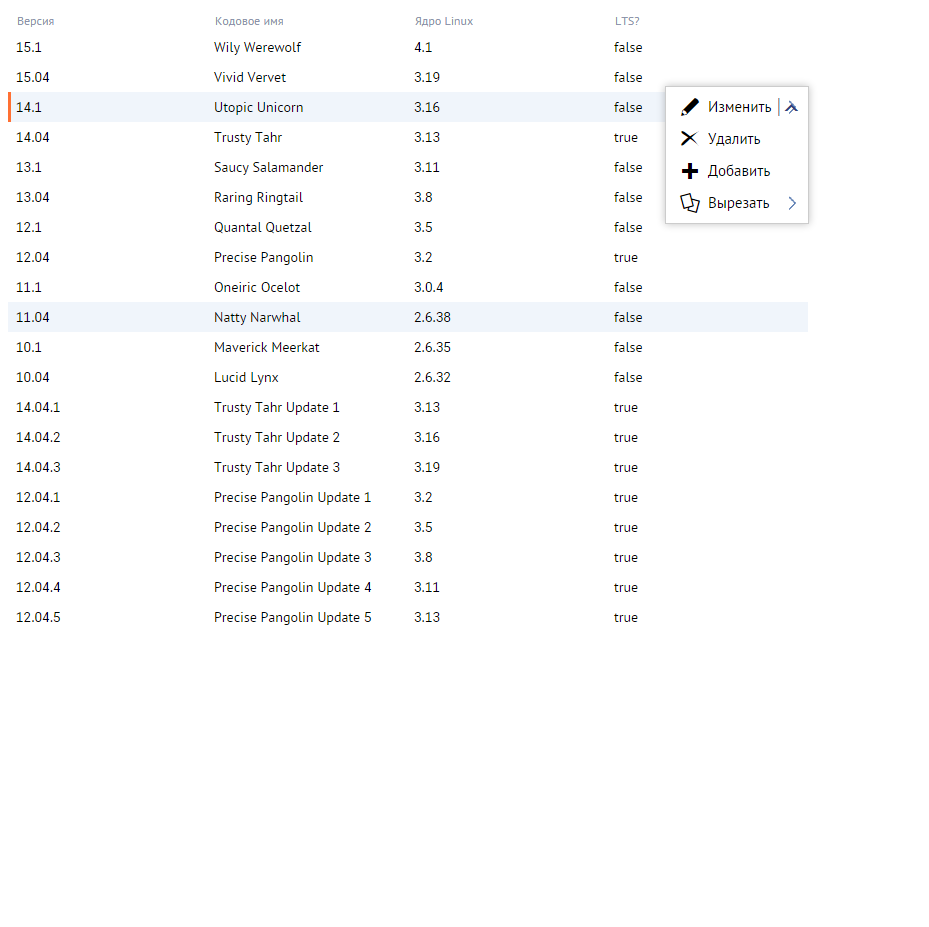 Версия Кодовое имя Ядро Linux LTS?
15.1 Wily Werewolf 4.1 false
15.04 Vivid Vervet 3.19 false
14.1 Utopic Unicorn 3.16 false Изменить
14.04 Trusty Tahr 3.13 true Удалить
13.1 Saucy Salamander 3.11 false Добавить
13.04 Raring Ringtail 3.8 false Вырезать
12.1 Quantal Quetzal 3.5 false
12.04 Precise Pangolin 3.2 true
11.1 Oneiric Ocelot 3.0.4 false
11.04 Natty Narwhal 2.6.38 false
10.1 Maverick Meerkat 2.6.35 false
10.04 Lucid Lynx 2.6.32 false
14.04.1 Trusty Tahr Update 1 3.13 true
14.04.2 Trusty Tahr Update 2 3.16 true
14.04.3 Trusty Tahr Update 3 3.19 true
12.04.1 Precise Pangolin Update 1 3.2 true
12.04.2 Precise Pangolin Update 2 3.5 true
12.04.3 Precise Pangolin Update 3 3.8 true
12.04.4 Precise Pangolin Update 4 3.11 true
12.04.5 Precise Pangolin Update 5 3.13 true